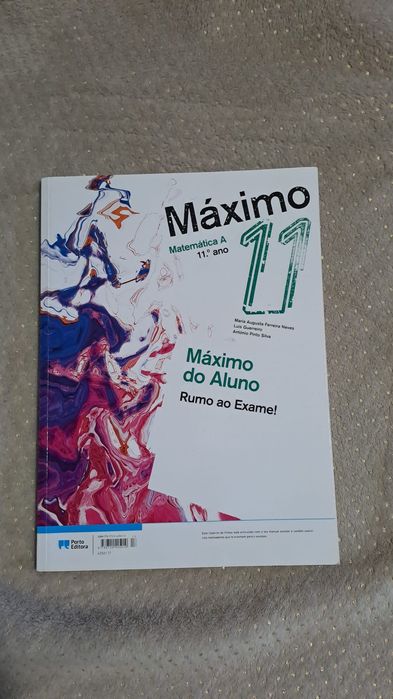 Máximo
Matemática A
11.º ano
11
Maria Augusta Ferreira Neves
Luís Guerreiro
António Pinto Silva
Máximo
do Aluno
Rumo ao Exame!
Porto
Editora